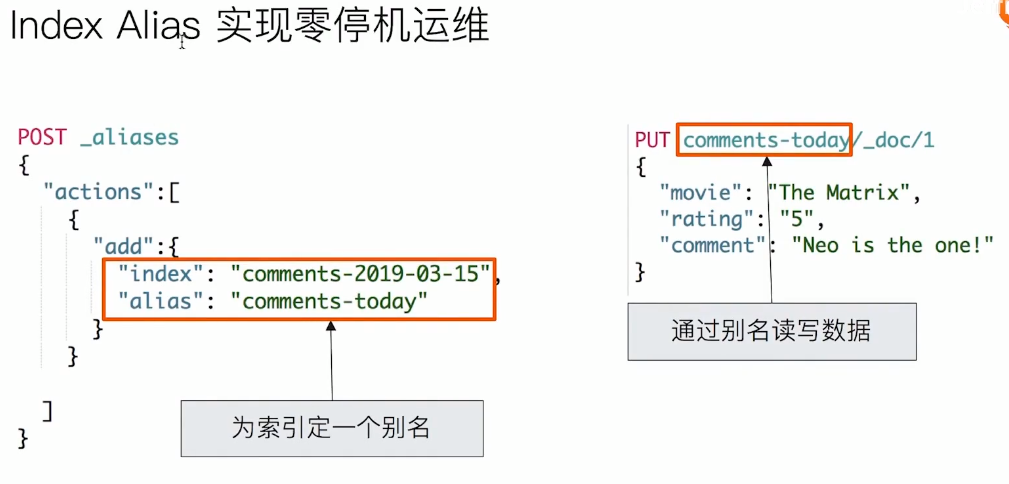 Index Alias 实现零停机运维
POST _aliases
{
"actions":[
{
"add":{
"index": "comments-2019-03-15",
"alias": "comments-today"
}
}
]
}
为索引定一个别名
PUT comments-today/_doc/1
{
"movie": "The Matrix",
"rating": "5",
"comment": "Neo is the one!"
}
通过别名读写数据